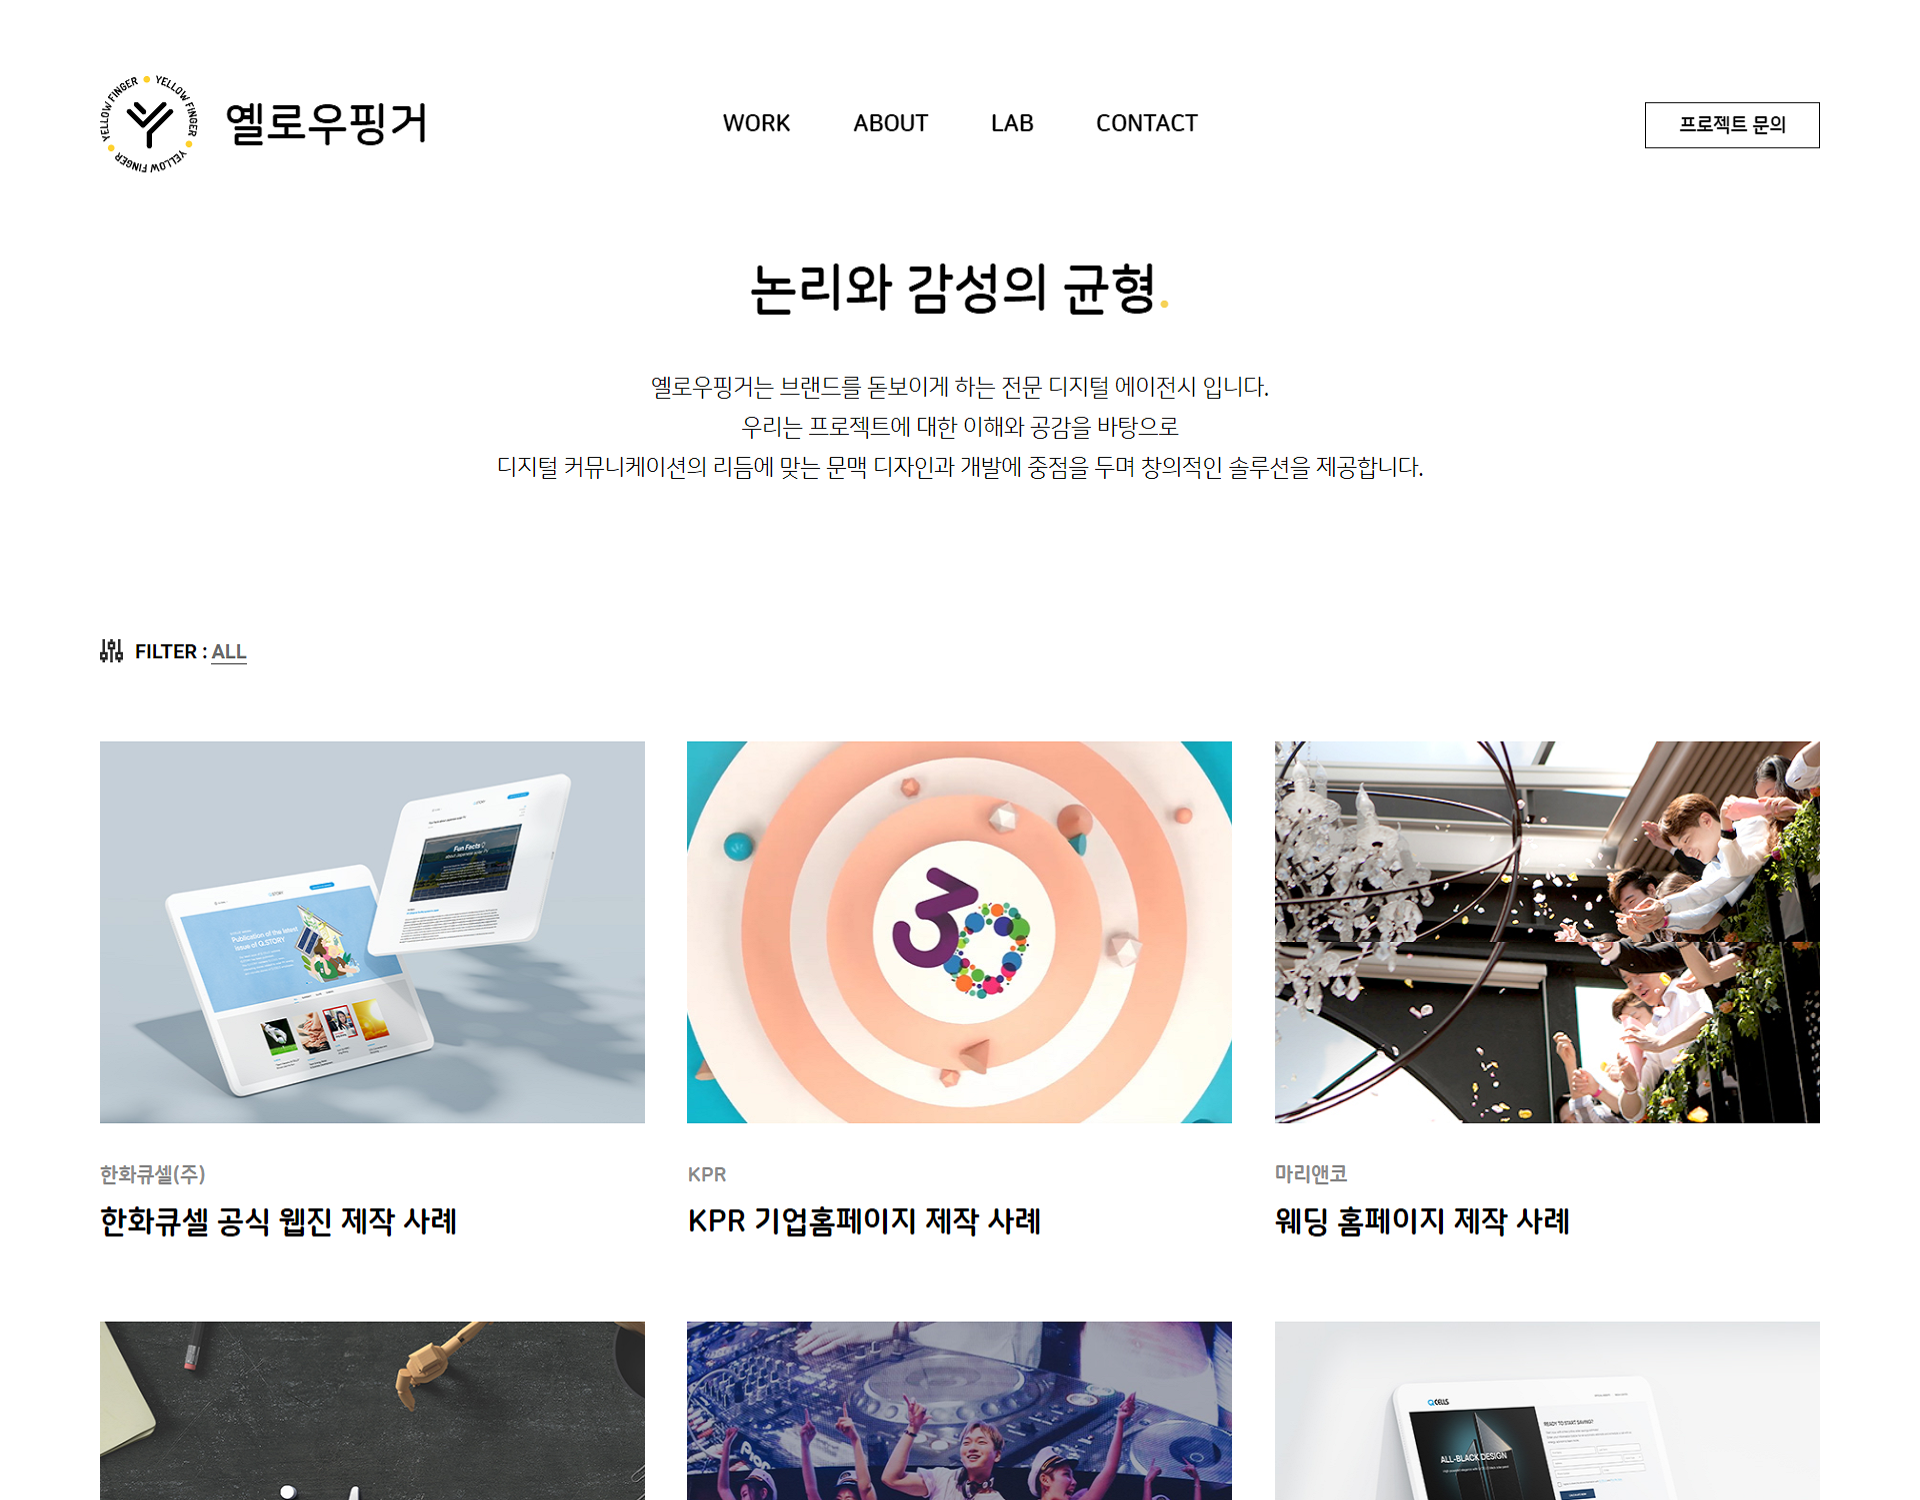 YELLOW FINGER YELLOW FINGER YELLOW FINGER
옐로우핑거
WORK ABOUT LAB CONTACT
프로젝트 문의
논리와 감성의 균형.
옐로우핑거는 브랜드를 돋보이게 하는 전문 디지털 에이전시 입니다.
우리는 프로젝트에 대한 이해와 공감을 바탕으로
디지털 커뮤니케이션의 리듬에 맞는 문맥 디자인과 개발에 중점을 두며 창의적인 솔루션을 제공합니다.
FILTER : ALL
Fun Facts
about Japanese solar PV
Q.STORY
Publication of the latest
issue of Q.STORY
30
한화큐셀(주)
한화큐셀 공식 웹진 제작 사례
KPR
KPR 기업홈페이지 제작 사례
마리앤코
웨딩 홈페이지 제작 사례
QCELLS
READY TO START SAVING?
ALL-BLACK DESIGN